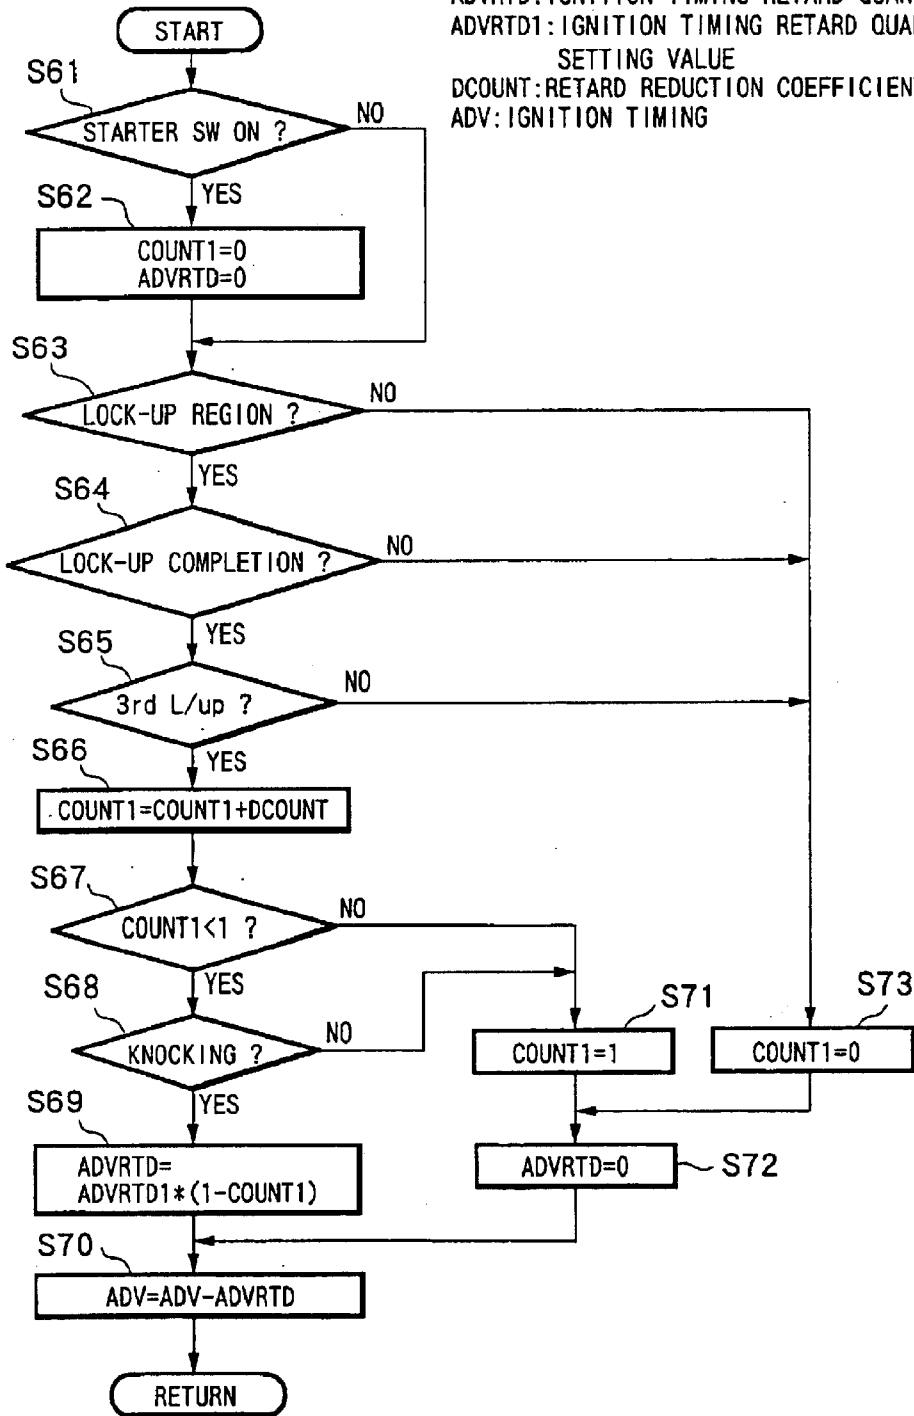 ADVRTD1:IGNITION TIMING RETARD
SETTING VALUE
DCOUNT:RETARD REDUCTION
ADV:IGNITION TIMING
START
S61
STARTER SW ON ?
NO
YES
S62
COUNT1=0
ADVRTD=0
S63
LOCK-UP REGION ?
NO
YES
S64
LOCK-UP COMPLETION ?
NO
YES
S65
3rd L/up ?
NO
YES
S66
COUNT1=COUNT1+DCOUNT
S67
COUNT1<1 ?
NO
YES
S68
KNOCKING ?
NO
YES
S71
COUNT1=1
S73
COUNT1=0
S69
ADVRTD=
ADVRTD1*(1-COUNT1)
ADVRTD=0
S72
S70
ADV=ADV-ADVRTD
RETURN